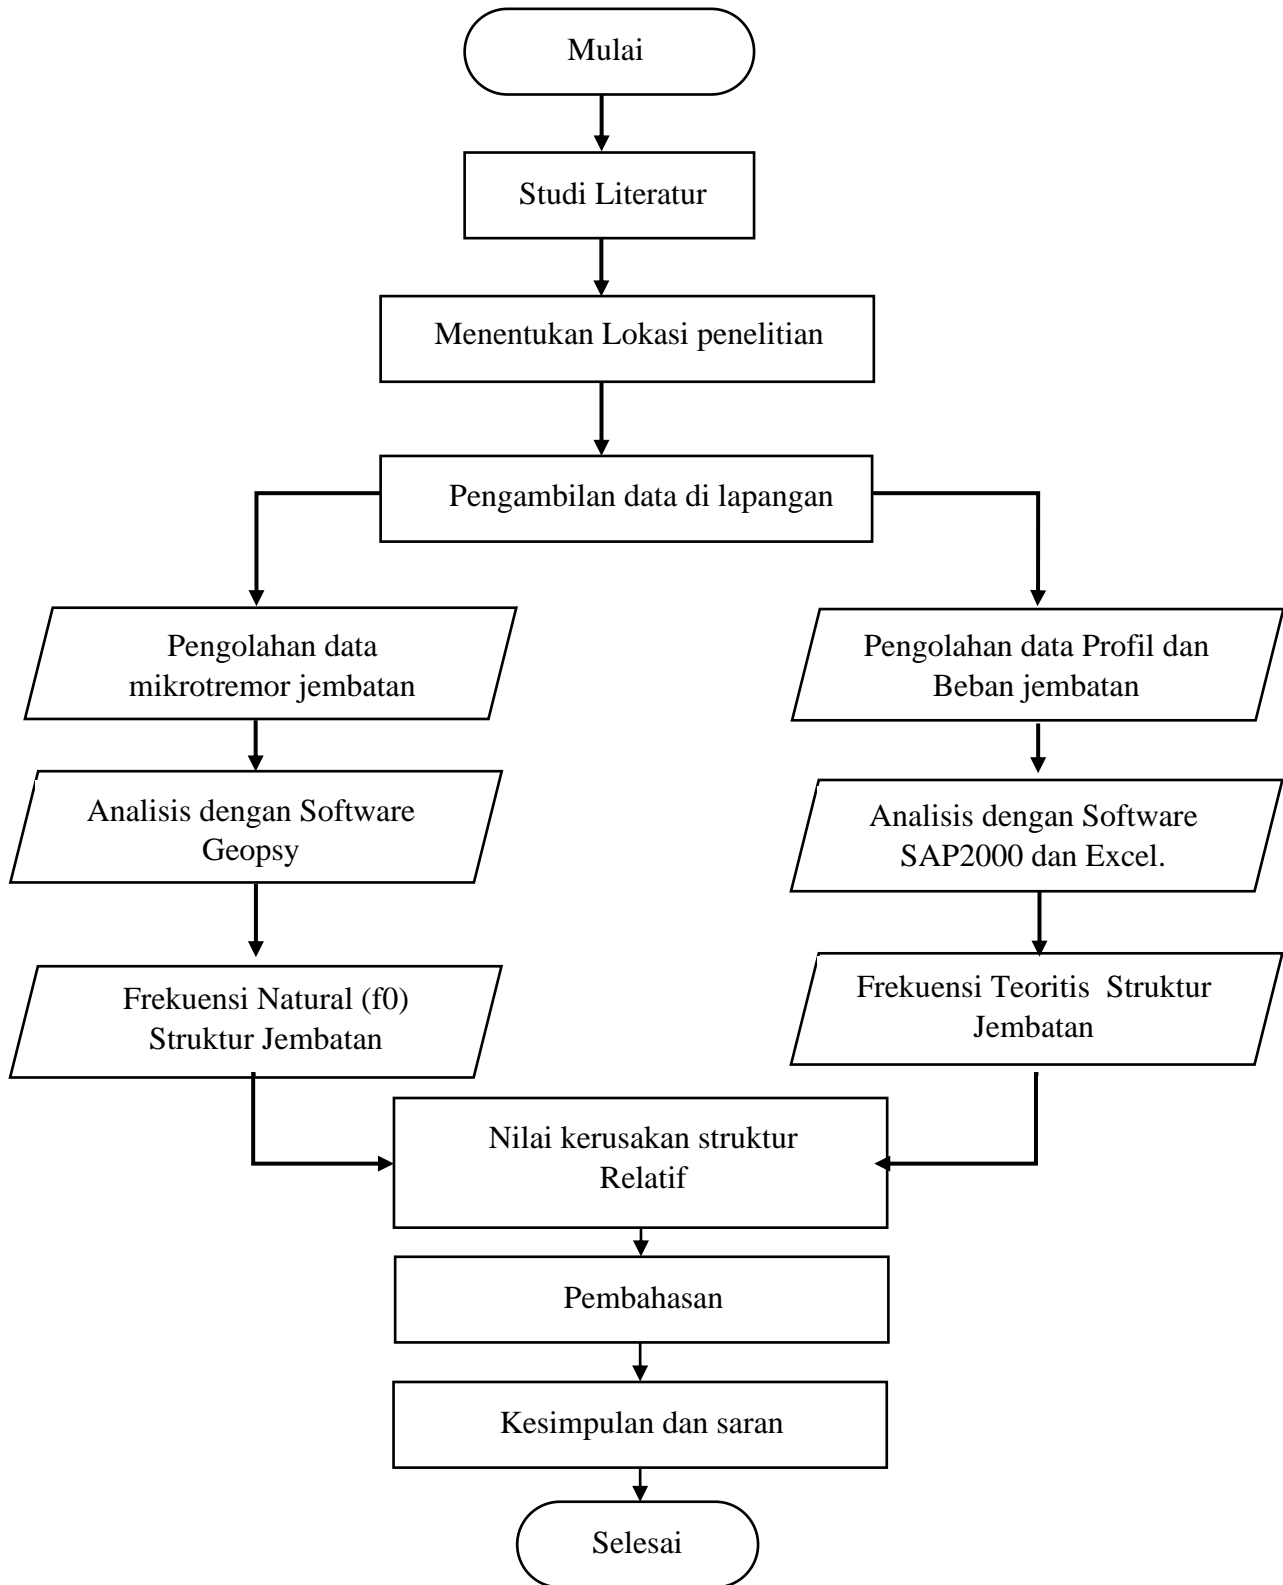 Mulai
Studi Literatur
Menentukan Lokasi penelitian
Pengambilan data di lapangan
Pengolahan data
mikrotremor jembatan
Pengolahan data Profil dan
Beban jembatan
Analisis dengan Software
Geopsy
Analisis dengan Software
SAP2000 dan Excel.
Frekuensi Natural (f0)
Struktur Jembatan
Frekuensi Teoritis  Struktur
Jembatan
Nilai kerusakan struktur
Relatif
Pembahasan
Kesimpulan dan saran
Selesai